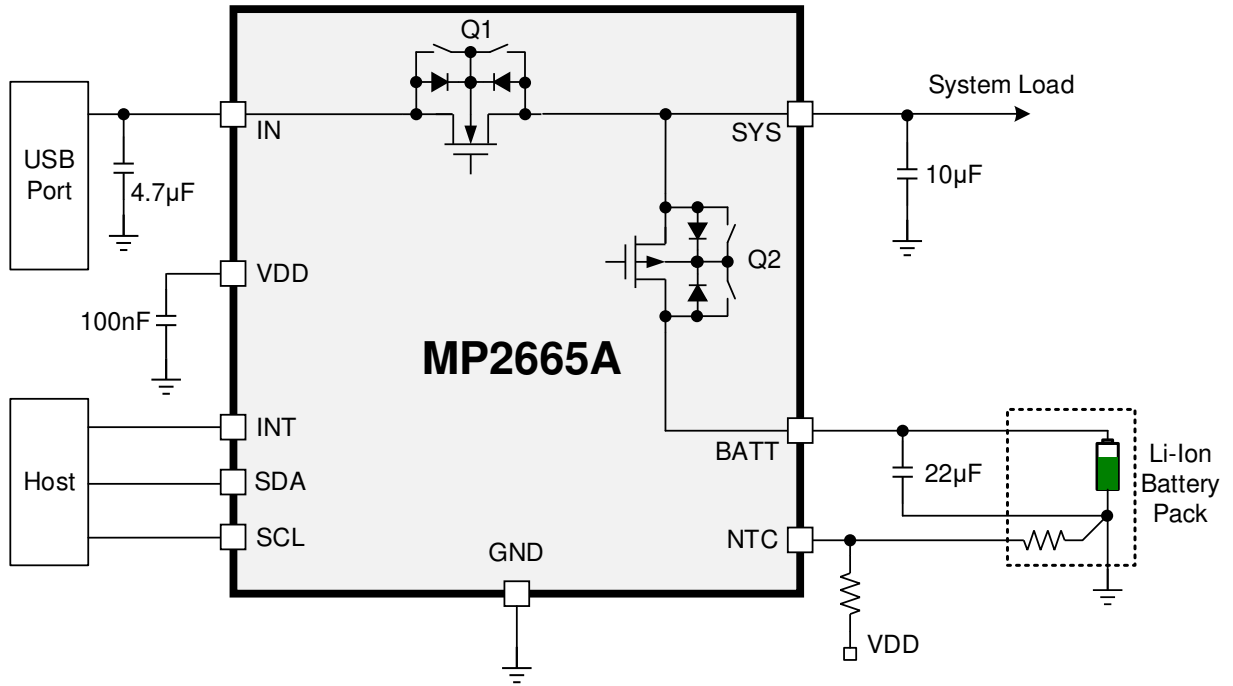 Q1
System Load
IN
SYS
USB
Port
4.7µF
10µF
Q2
VDD
100nF
MP2665A
INT
BATT
Host
SDA
22µF
Li-Ion
Battery
Pack
SCL
GND
NTC
VDD